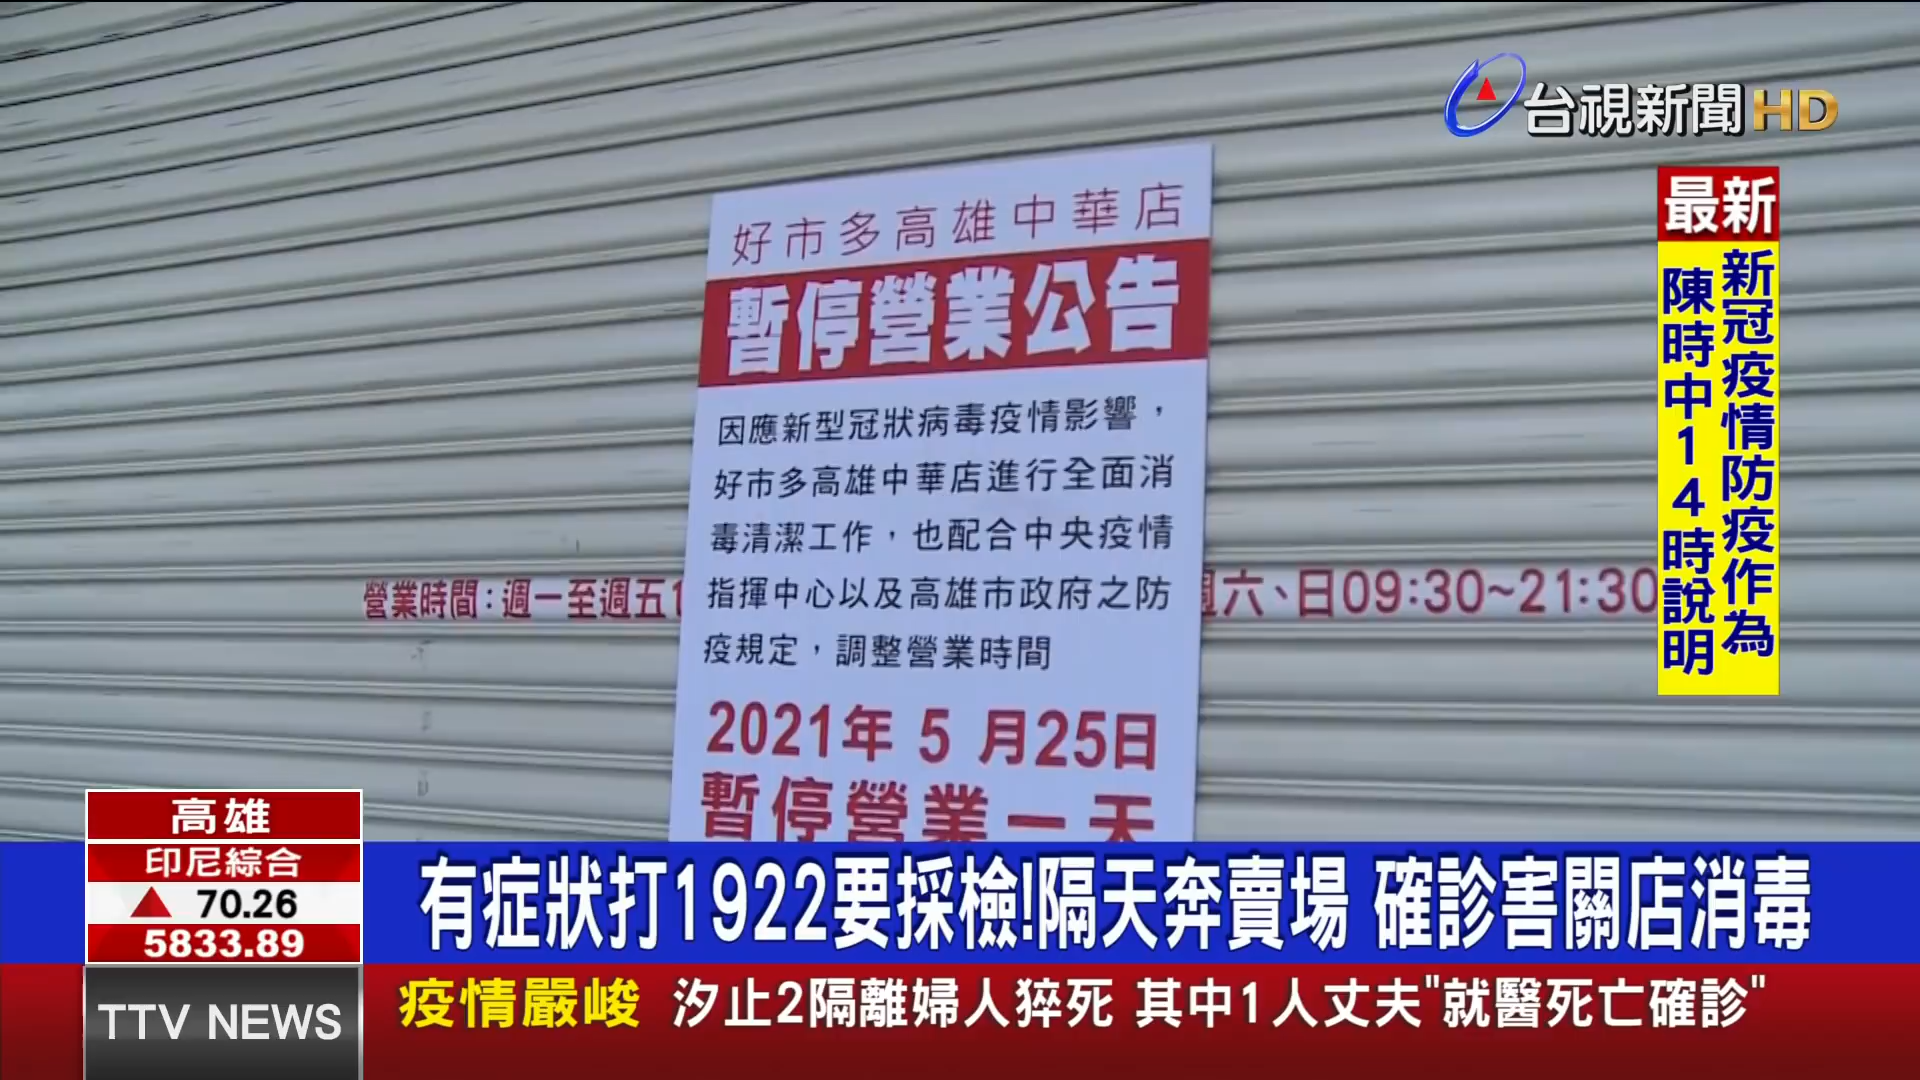 台視新聞HD
最新
新冠疫情防疫作為
陳時中14時說明
好市多高雄中華店
暫停營業公告
因應新型冠狀病毒疫情影響，
好市多高雄中華店進行全面消
毒清潔工作，也配合中央疫情
指揮中心以及高雄市政府之防
疫規定，調整營業時間
2021年 5 月25日
暫停營業一天
營業時間：週一至週五1
週六、日09:30~21:30
高雄
印尼綜合
▲ 70.26
5833.89
有症狀打1922要採檢!隔天奔賣場 確診害關店消毒
TTV NEWS
疫情嚴峻 汐止2隔離婦人猝死 其中1人丈夫"就醫死亡確診"